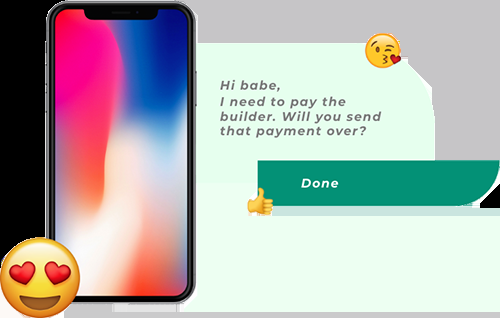 Hi babe,
I need to pay the
builder. Will you send
that payment over?
Done